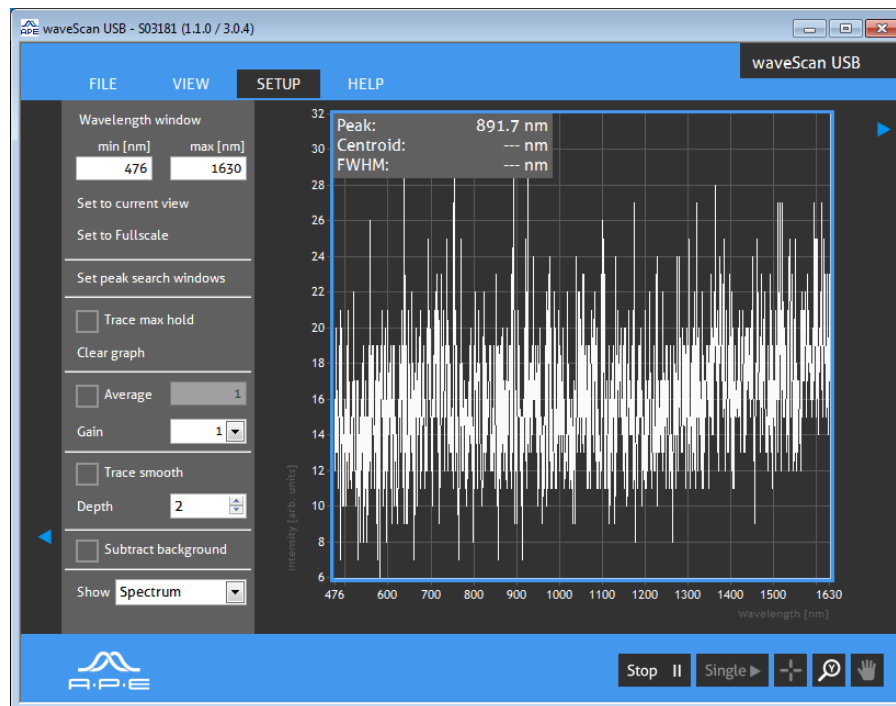 APE waveScan USB - S03181 (1.1.0 / 3.0.4)
waveScan USB
FILE VIEW SETUP HELP
Wavelength window
min [nm] max [nm]
476 1630
Set to current view
Set to Fullscale
Set peak search windows
Trace max hold
Clear graph
Average 1
Gain 1
Trace smooth
Depth 2
Subtract background
Show Spectrum
Peak: 891.7 nm
Centroid: --- nm
FWHM: --- nm
32
30
28
26
24
22
20
18
16
14
12
10
8
6
Intensity [arb. units]
476 600 700 800 900 1000 1100 1200 1300 1400 1500 1630
Wavelength [nm]
A·P·E
Stop Single
Y